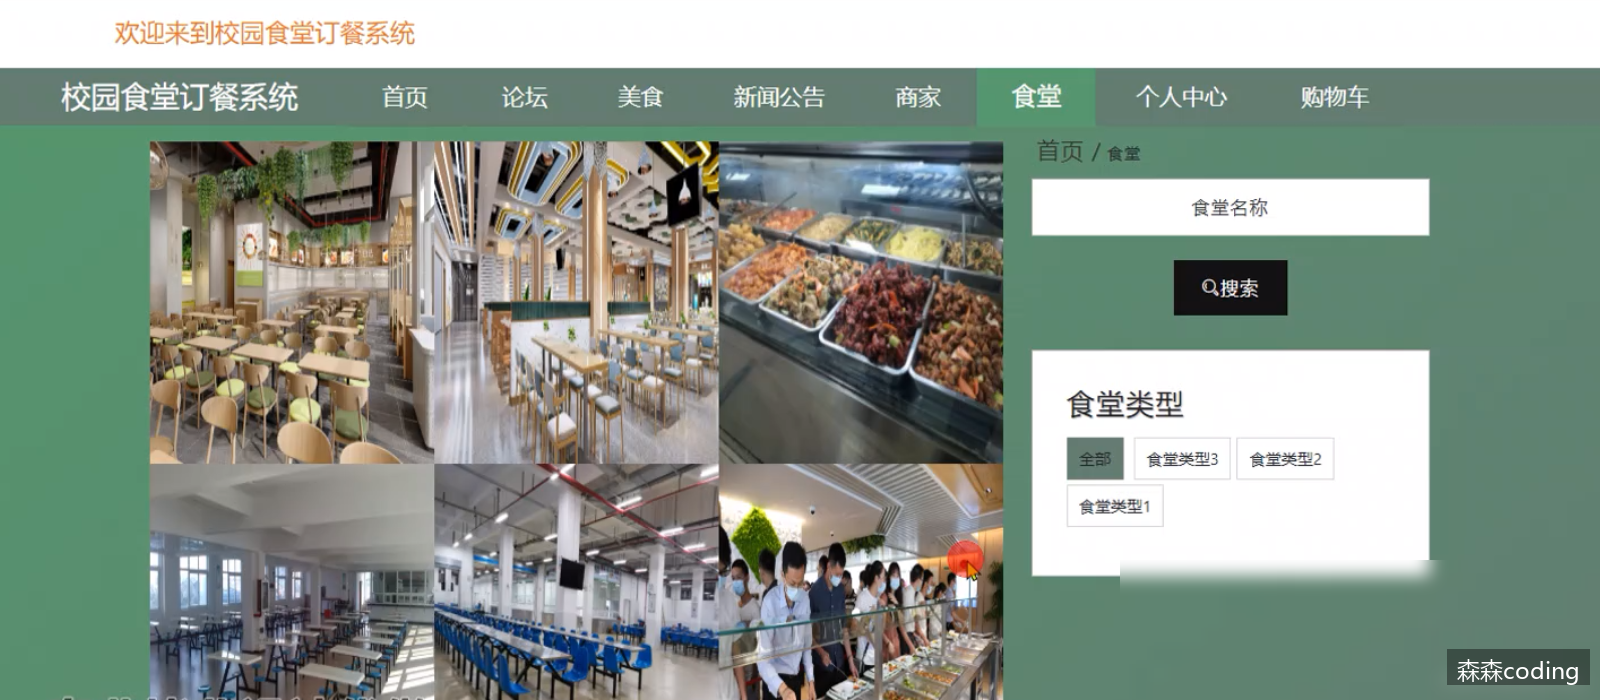 欢迎来到校园食堂订餐系统
校园食堂订餐系统 首页 论坛 美食 新闻公告 商家 食堂 个人中心 购物车
首页 / 食堂
食堂名称
搜索
食堂类型
全部 食堂类型3 食堂类型2
食堂类型1
森森coding